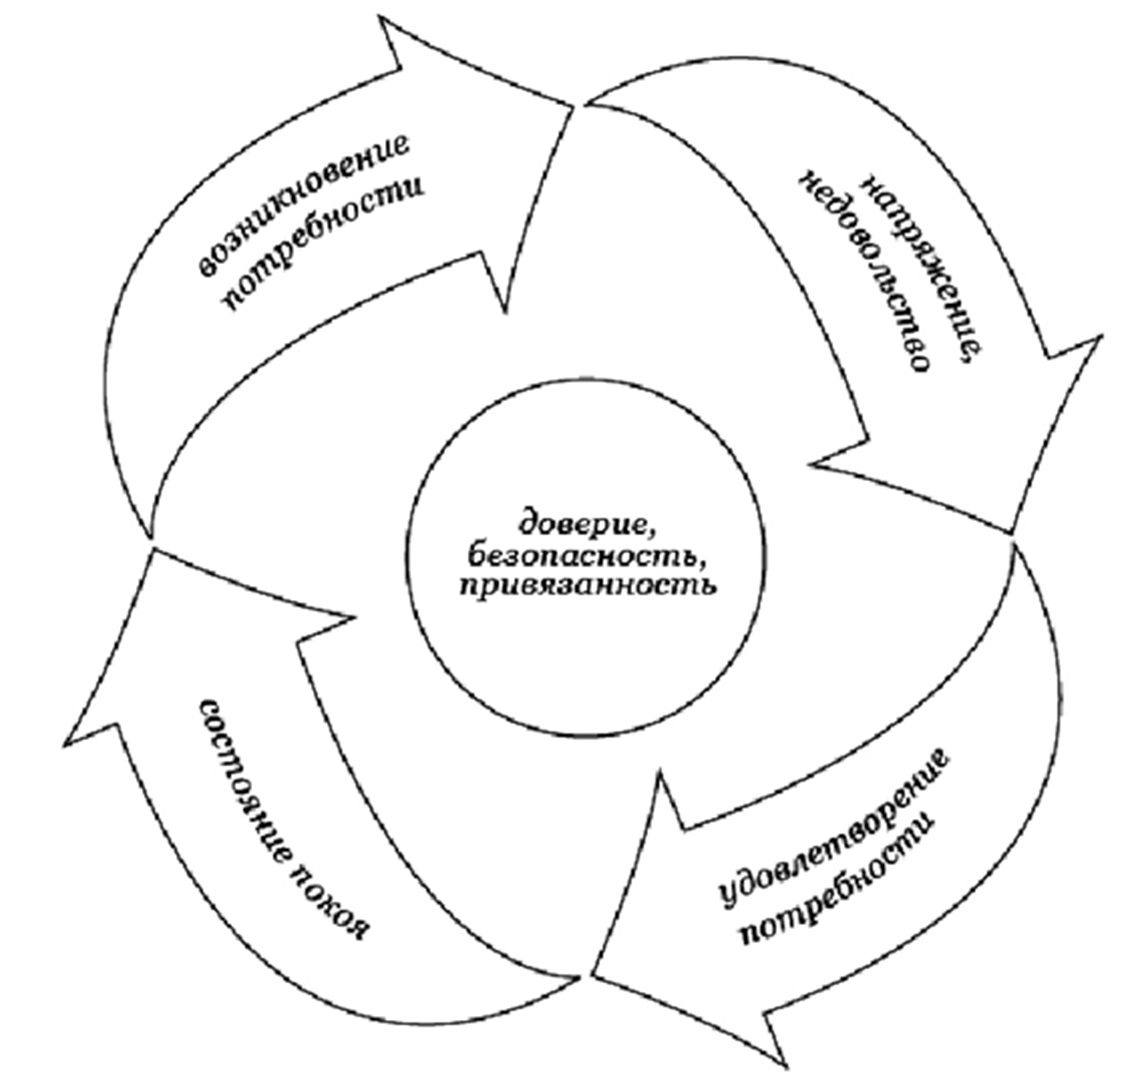 возникновение
потребности
напряжение,
недовольство
доверие,
безопасность,
привязанность
удовлетворение
потребности
состояние покоя